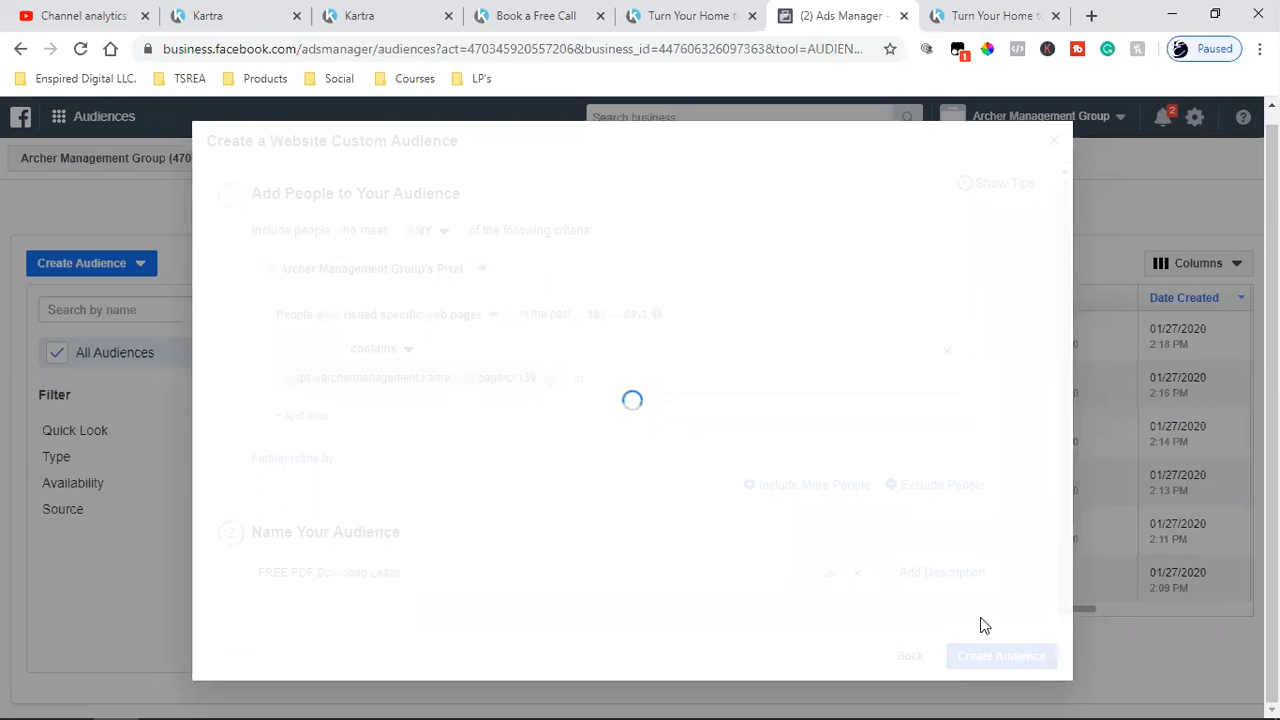 Channel Analytics
Kartra
Kartra
Book a Free Call
Turn Your Home t
(2) Ads Manager -
Turn Your Home t
business.facebook.com/adsmanager/audiences?act=470345920557206&business_id=4476063260973​63&tool=AUDIEN...
Paused
Enspired Digital LLC.
TSREA
Products
Social
Courses
LP's
Audiences
Search business
Archer Management Group
2
Create a Website Custom Audience
Archer Management Group (470
Add People to Your Audience
Show Tips
Include people who meet ANY of the following criteria
Create Audience
Columns
Archer Management Group's Pixel
Search by name
Date Created
People who visited specific web pages in the past 180 days
01/27/2020
2:18 PM
All Audiences
contains
01/27/2020
2:16 PM
or
Filter
+ And also
01/27/2020
2:14 PM
Quick Look
Type
Further refine by
Availability
Include More People
Exclude People
01/27/2020
2:13 PM
Source
2 Name Your Audience
01/27/2020
2:11 PM
FREE PDF Download Leads
Add Description
01/27/2020
2:09 PM
Back
Create Audience